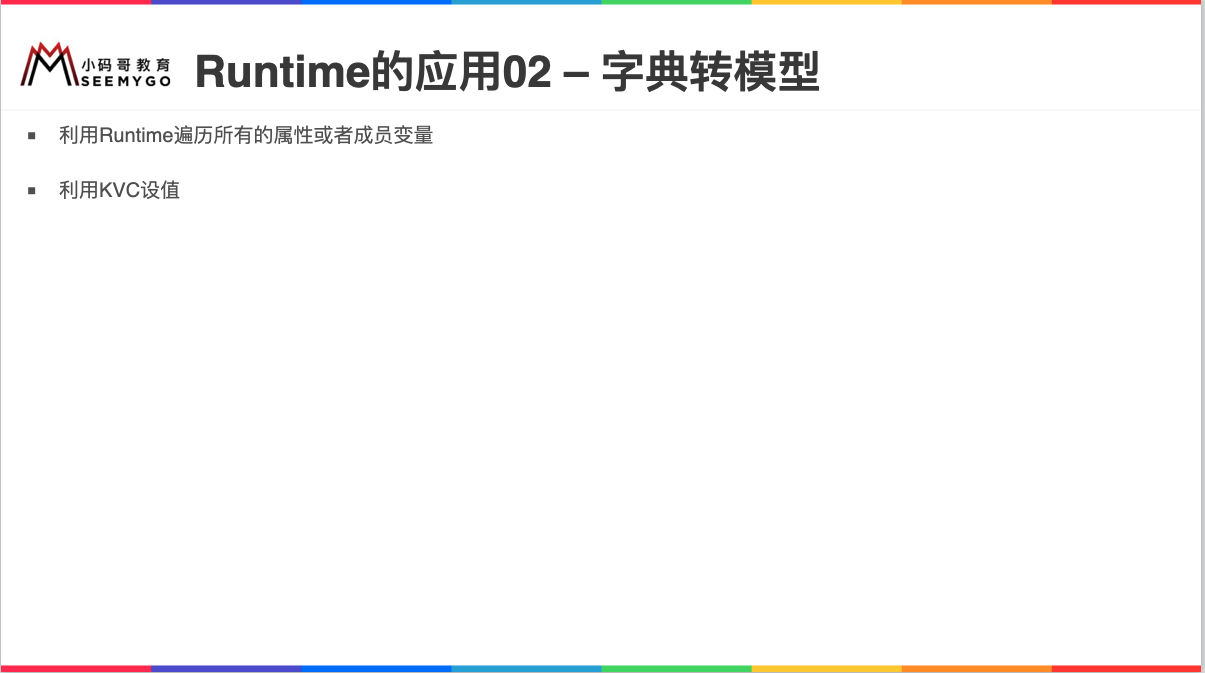 小码哥教育
SEEMYGO
Runtime的应用02 – 字典转模型
▪ 利用Runtime遍历所有的属性或者成员变量
▪ 利用KVC设值